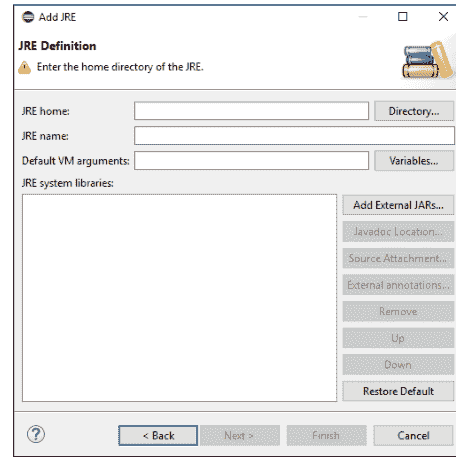 Add JRE
JRE Definition
Enter the home directory of the JRE.
JRE home:
Directory...
JRE name:
Default VM arguments:
Variables...
JRE system libraries:
Add External JARs...
Javadoc Location...
Source Attachment...
External annotations...
Remove
Up
Down
Restore Default
?
< Back
Next >
Finish
Cancel